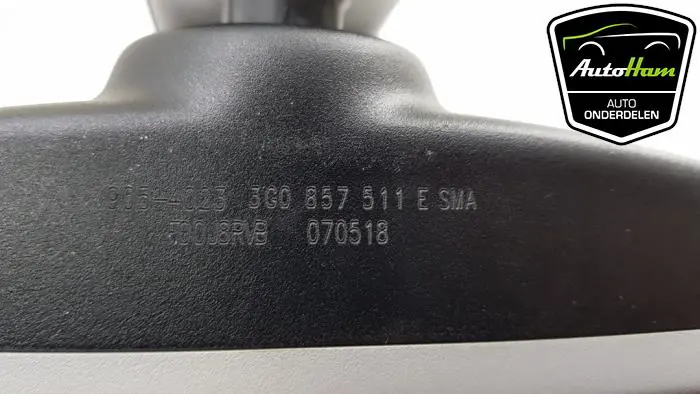 AutoHam
AUTO
ONDERDELEN
3G0 857 511 E SMA
070518